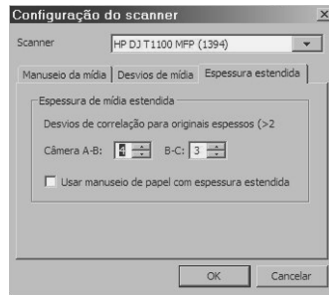 Configuração do scanner
Scanner HP DJ T1100 MFP (1394)
Manuseio da mídia Desvios de mídia Espessura estendida
Espessura de mídia estendida
Desvios de correlação para originais espessos (>2
Câmera A-B: B-C: 3
Usar manuseio de papel com espessura estendida
OK Cancelar